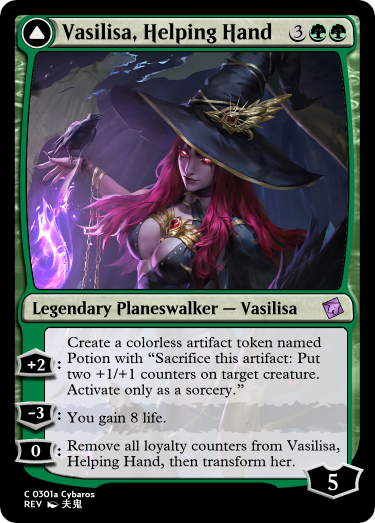 Vasilisa, Helping Hand 3
Legendary Planeswalker — Vasilisa
+2: Create a colorless artifact token named
Potion with “Sacrifice this artifact: Put
two +1/+1 counters on target creature.
Activate only as a sorcery.”
-3: You gain 8 life.
0: Remove all loyalty counters from Vasilisa,
Helping Hand, then transform her.
5
C 0301a Cybaros
REV 夫鬼